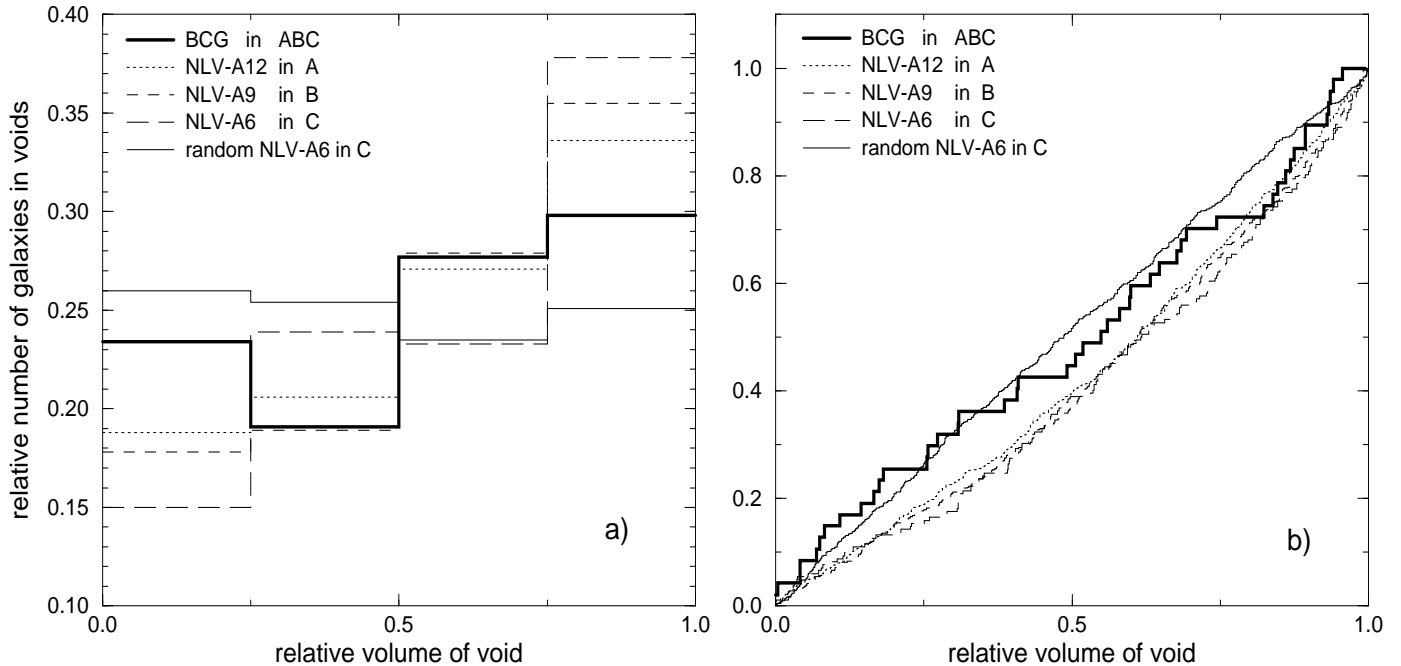 relative number of galaxies in voids
0.40
0.35
0.30
0.25
0.20
0.15
0.10
BCG in ABC
NLV-A12 in A
NLV-A9 in B
NLV-A6 in C
random NLV-A6 in C
a)
0.0
0.5
1.0
relative volume of void
1.0
0.8
0.6
0.4
0.2
0.0
BCG in ABC
NLV-A12 in A
NLV-A9 in B
NLV-A6 in C
random NLV-A6 in C
b)
0.0
0.5
1.0
relative volume of void